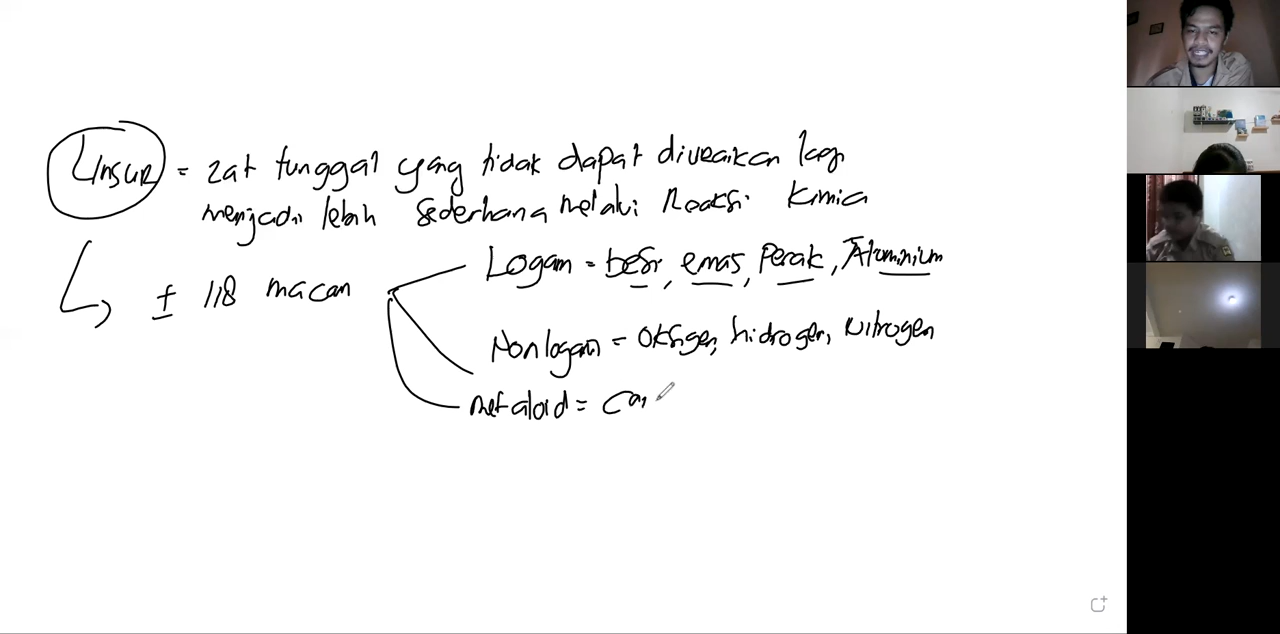 Unsur = zat tunggal yang tidak dapat diuraikan lagi
menjadi lebih sederhana melalui Reaksi Kimia
± 118 macam
Logam = besi, emas, Perak, Aluminium
Nonlogam = Oksigen, hidrogen, Nitrogen
metaloid = Ca